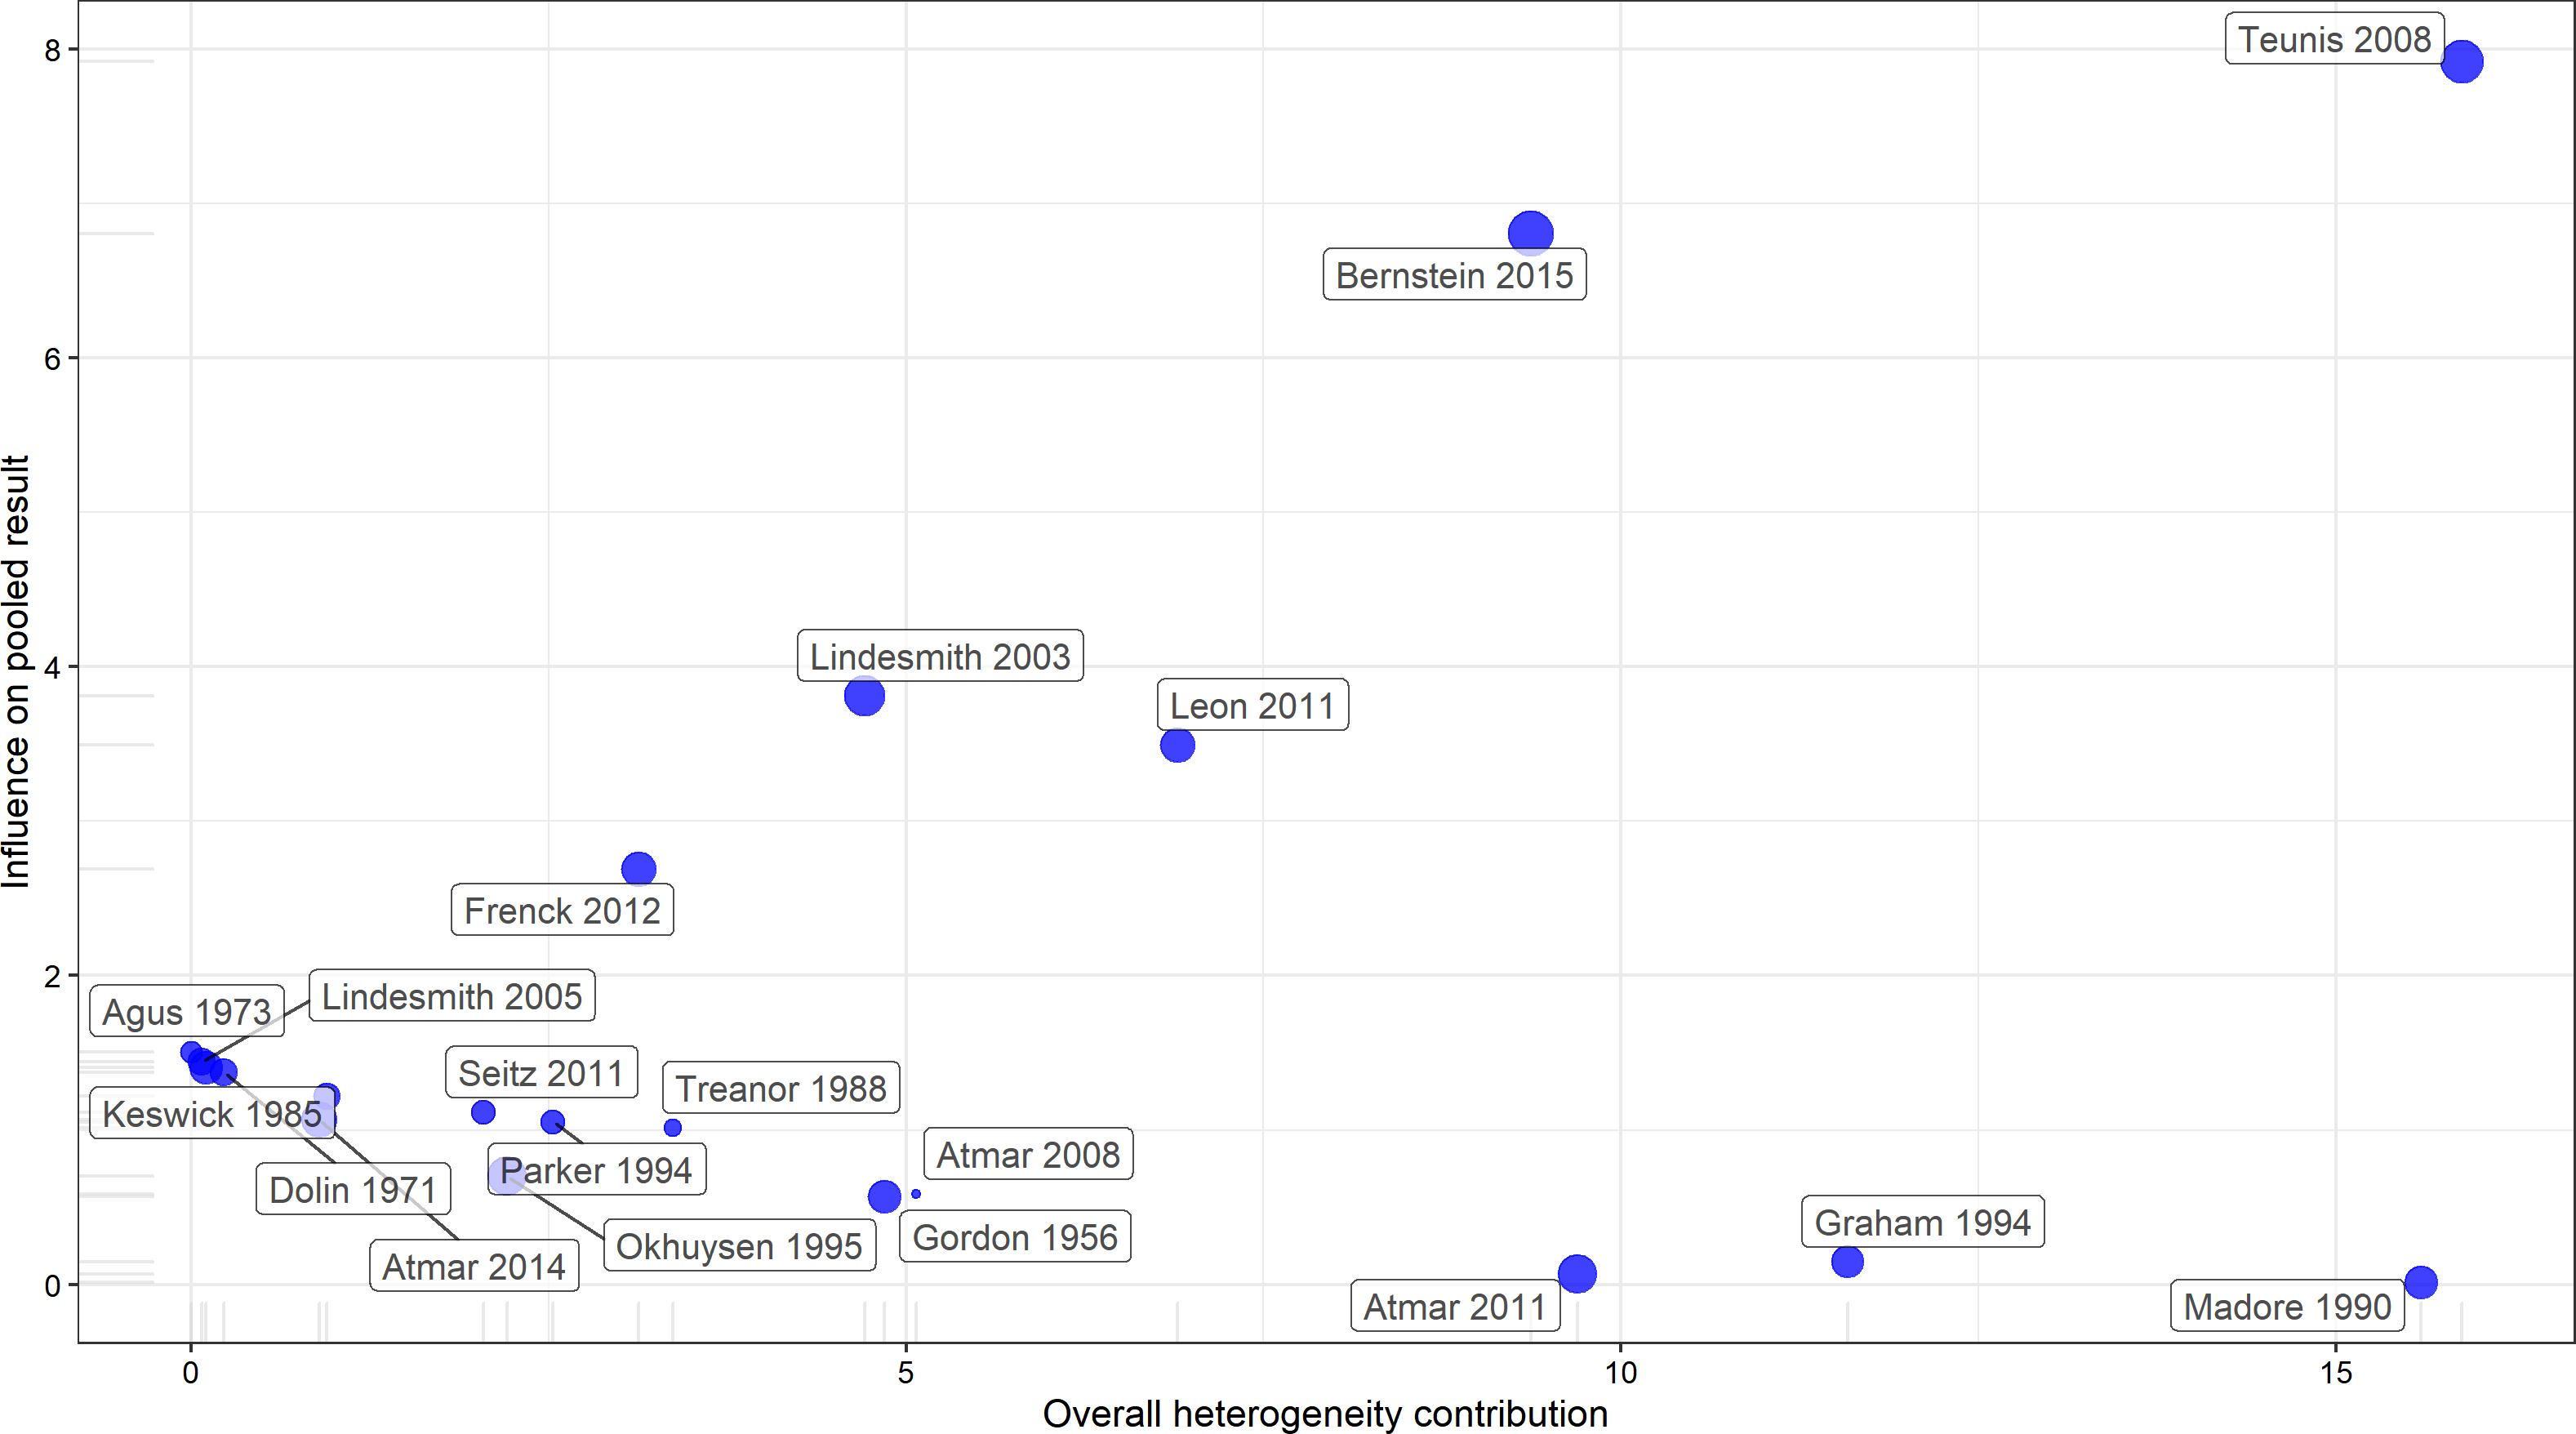 Influence on pooled result
8
6
4
2
0
Teunis 2008
Bernstein 2015
Lindesmith 2003
Leon 2011
Frenck 2012
Lindesmith 2005
Agus 1973
Seitz 2011
Treanor 1988
Keswick 1985
Atmar 2008
Parker 1994
Dolin 1971
Graham 1994
Gordon 1956
Okhuysen 1995
Atmar 2014
Atmar 2011
Madore 1990
0
5
10
15
Overall heterogeneity contribution